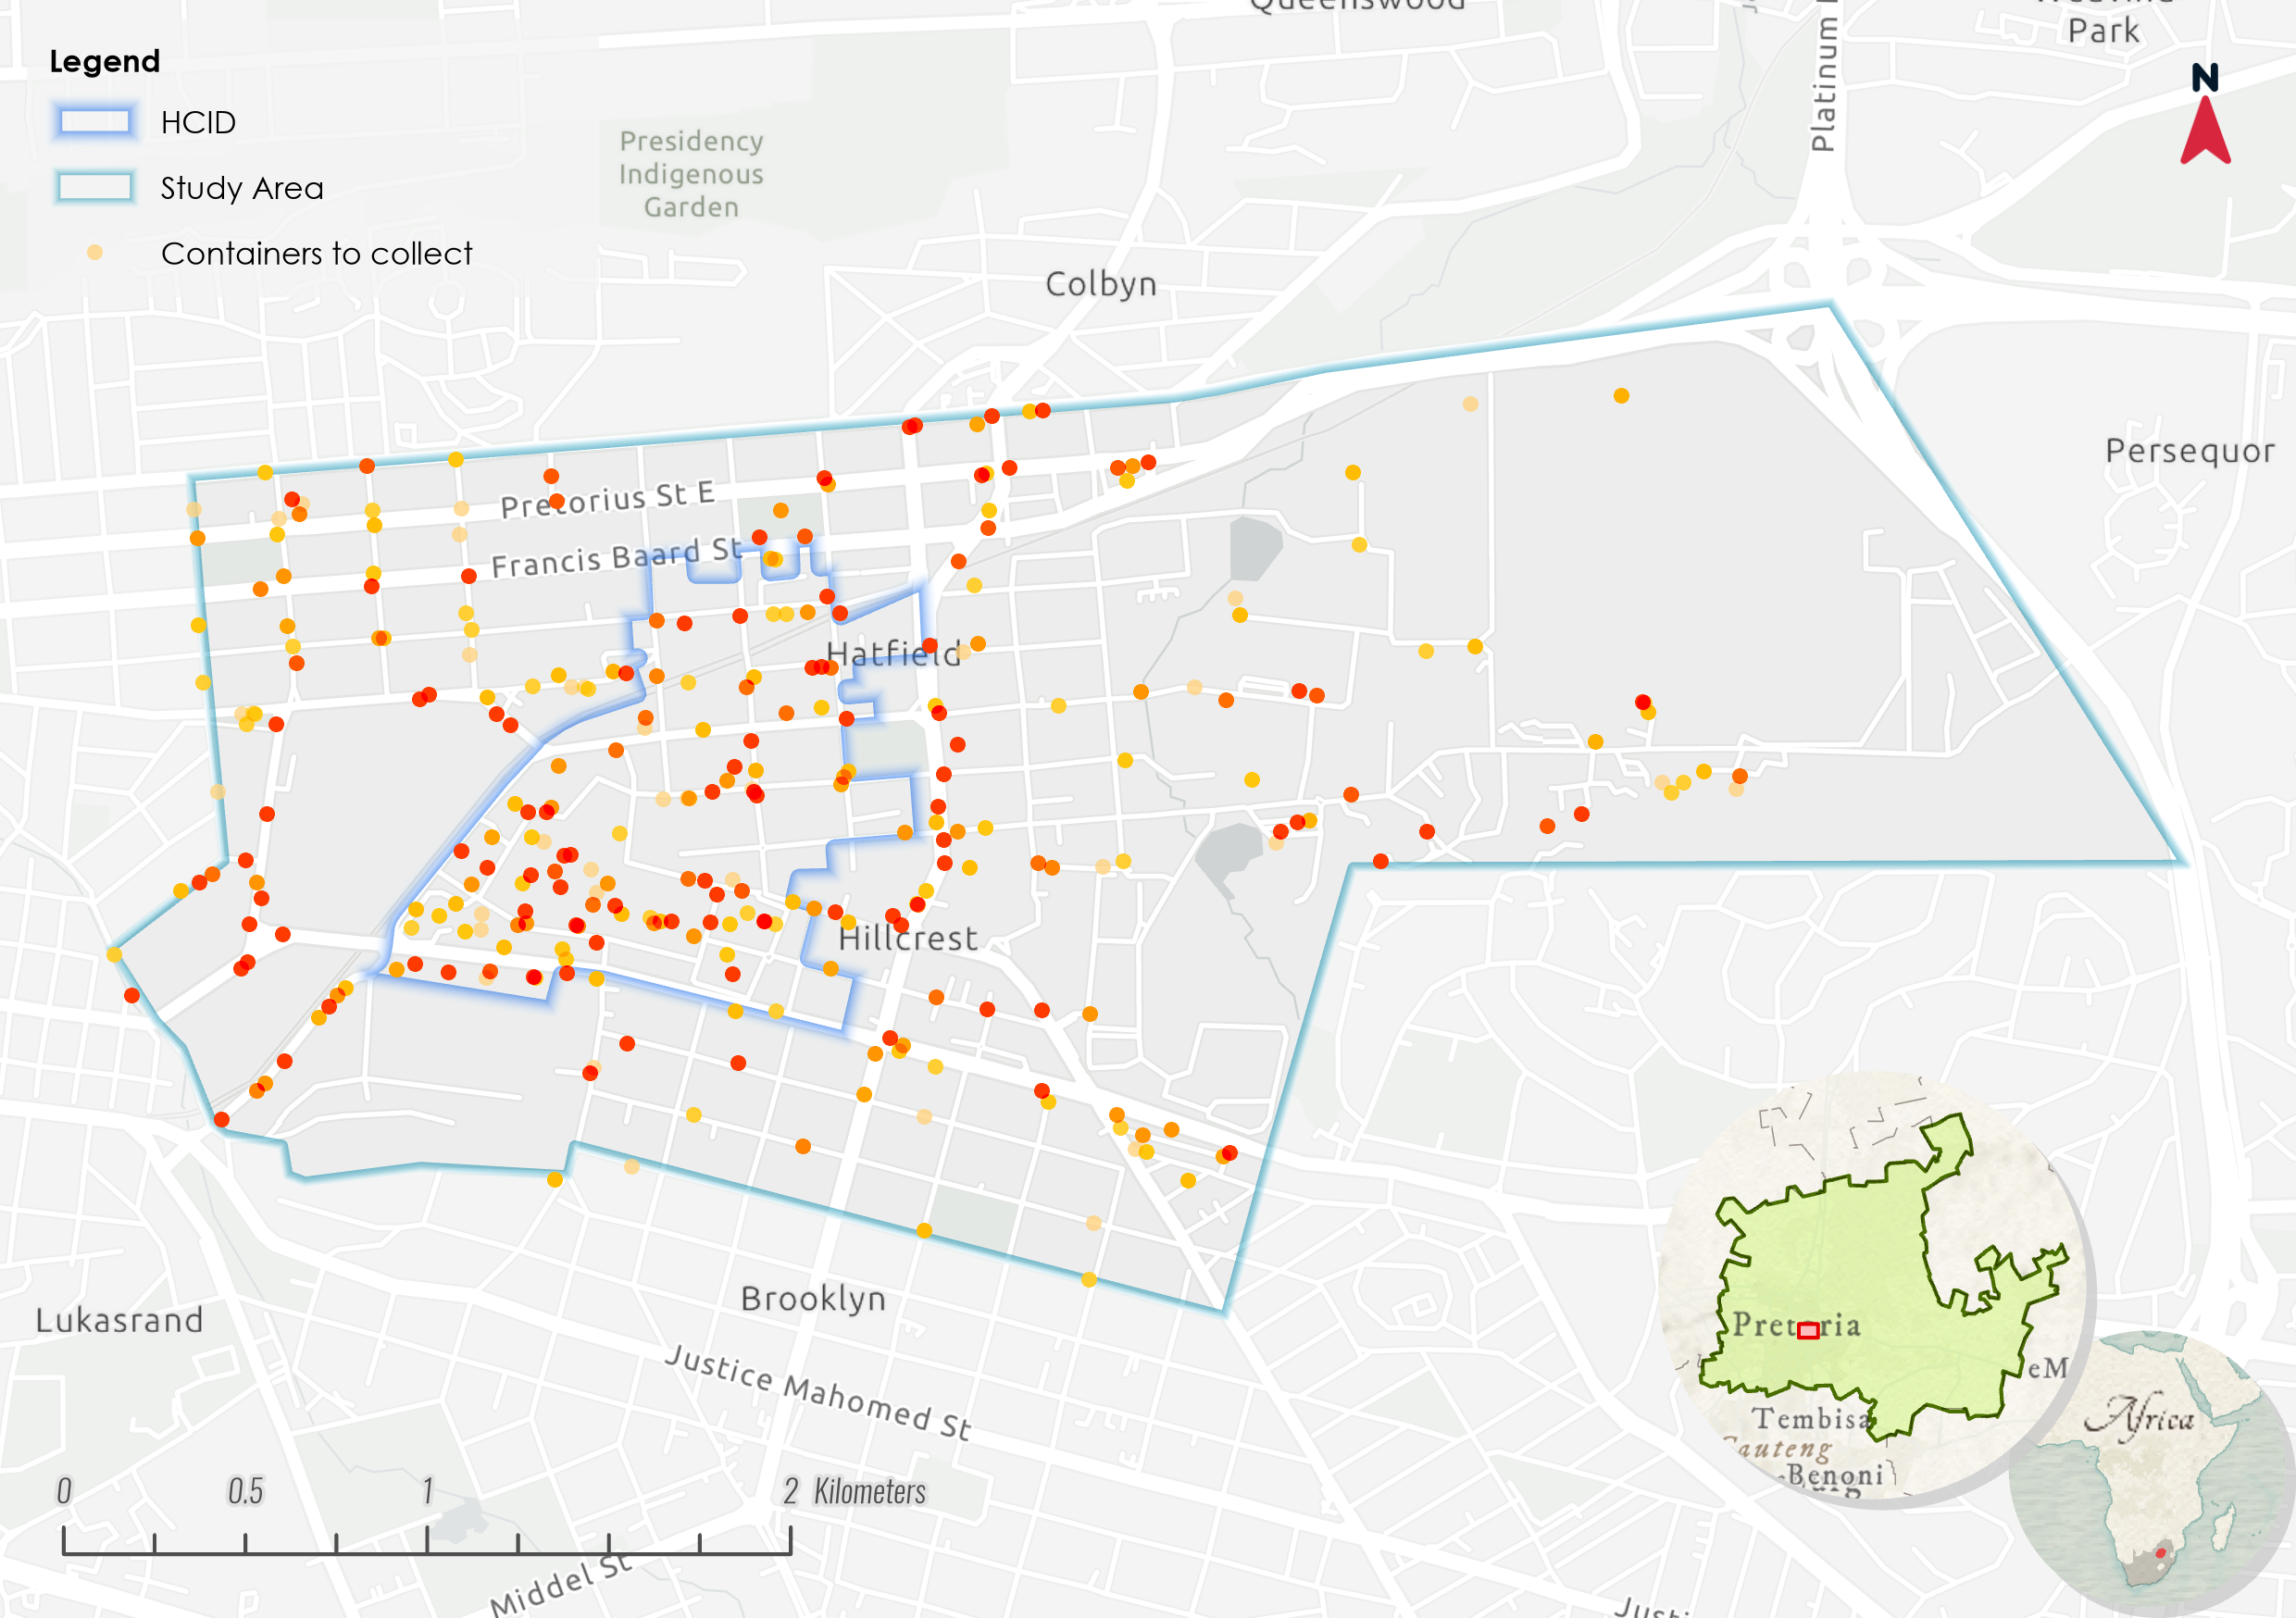 Queenswood
Park
Platinum
N
Legend
HCID
Study Area
Containers to collect
Presidency
Indigenous
Garden
Colbyn
Persequor
Pretorius St E
Francis Baard St
Hatfield
Hillcrest
Brooklyn
Lukasrand
Justice Mahomed St
Middel St
0 0.5 1 2 Kilometers
Pretoria
eM
Tembisa
Gauteng
Benoni
Africa